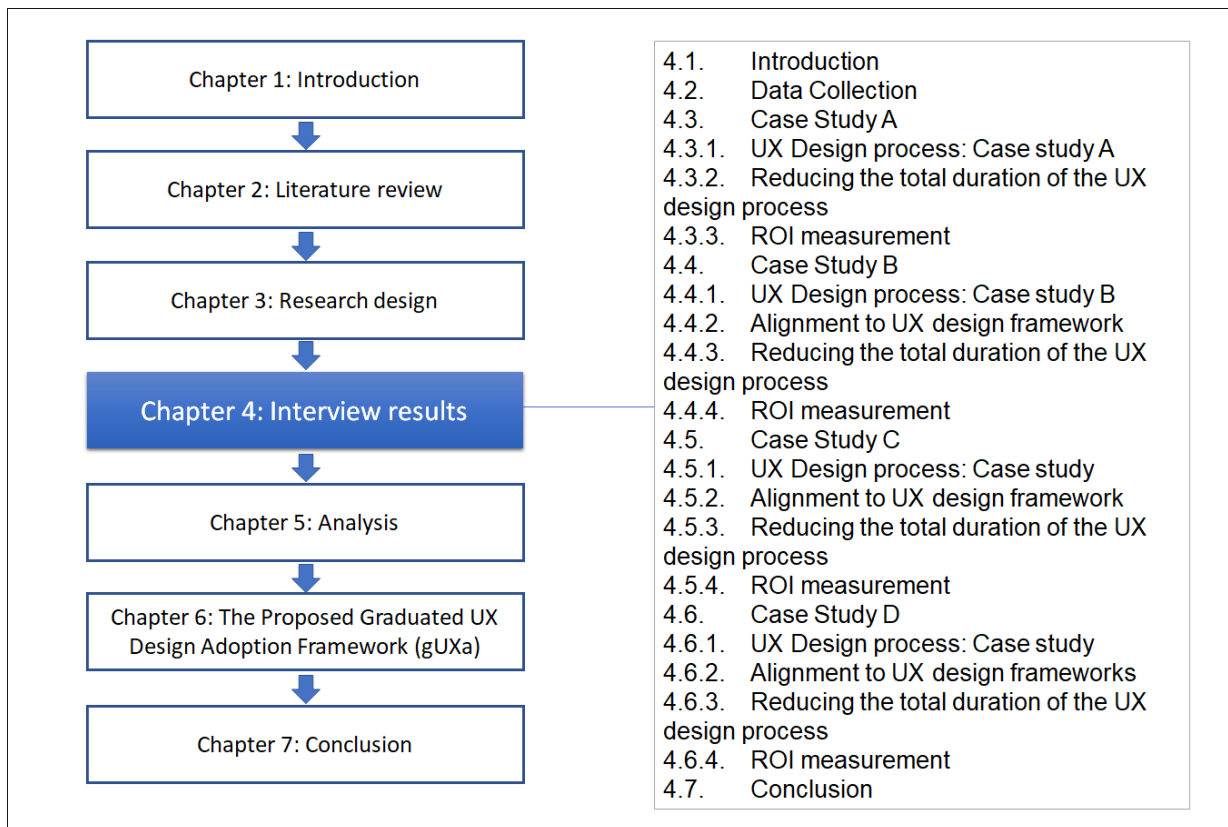 Chapter 1: Introduction
Chapter 2: Literature review
Chapter 3: Research design
Chapter 4: Interview results
Chapter 5: Analysis
Chapter 6: The Proposed Graduated UX
Design Adoption Framework (gUXa)
Chapter 7: Conclusion
4.1. Introduction
4.2. Data Collection
4.3. Case Study A
4.3.1. UX Design process: Case study A
4.3.2. Reducing the total duration of the UX
design process
4.3.3. ROI measurement
4.4. Case Study B
4.4.1. UX Design process: Case study B
4.4.2. Alignment to UX design framework
4.4.3. Reducing the total duration of the UX
design process
4.4.4. ROI measurement
4.5. Case Study C
4.5.1. UX Design process: Case study
4.5.2. Alignment to UX design framework
4.5.3. Reducing the total duration of the UX
design process
4.5.4. ROI measurement
4.6. Case Study D
4.6.1. UX Design process: Case study
4.6.2. Alignment to UX design frameworks
4.6.3. Reducing the total duration of the UX
design process
4.6.4. ROI measurement
4.7. Conclusion